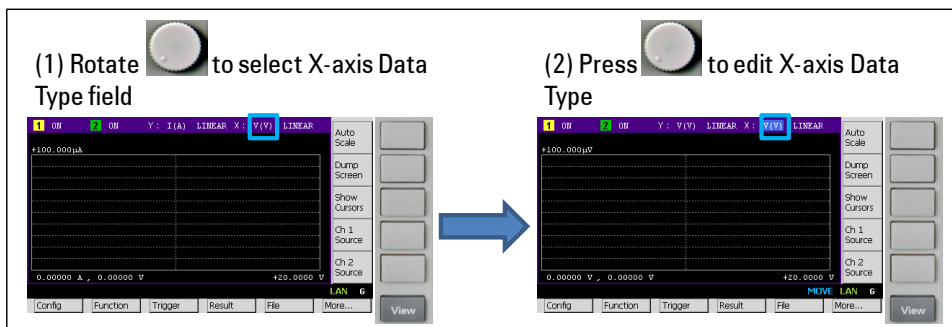 (1) Rotate to select X-axis Data
Type field
1 ON 2 ON Y: I(A) LINEAR X: V(V) LINEAR
+100.000µA
0.00000 A , 0.00000 V +20.0000 V
Auto
Scale
Dump
Screen
Show
Cursors
Ch 1
Source
Ch 2
Source
LAN G
Config Function Trigger Result File More...
View
(2) Press to edit X-axis Data
Type
1 ON 2 ON Y: V(V) LINEAR X: V(V) LINEAR
+100.000µV
0.00000 V , 0.00000 V +20.0000 V
Auto
Scale
Dump
Screen
Show
Cursors
Ch 1
Source
Ch 2
Source
MOVE LAN G
Config Function Trigger Result File More...
View